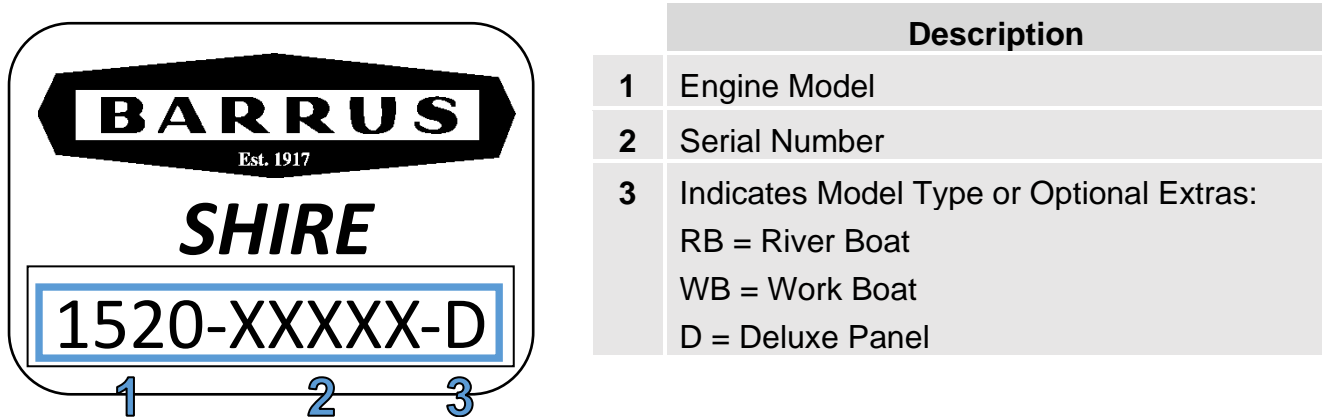 BARRUS
Est. 1917
SHIRE
1520-XXXXX-D
1 2 3
Description
1 Engine Model
2 Serial Number
3 Indicates Model Type or Optional Extras:
RB = River Boat
WB = Work Boat
D = Deluxe Panel